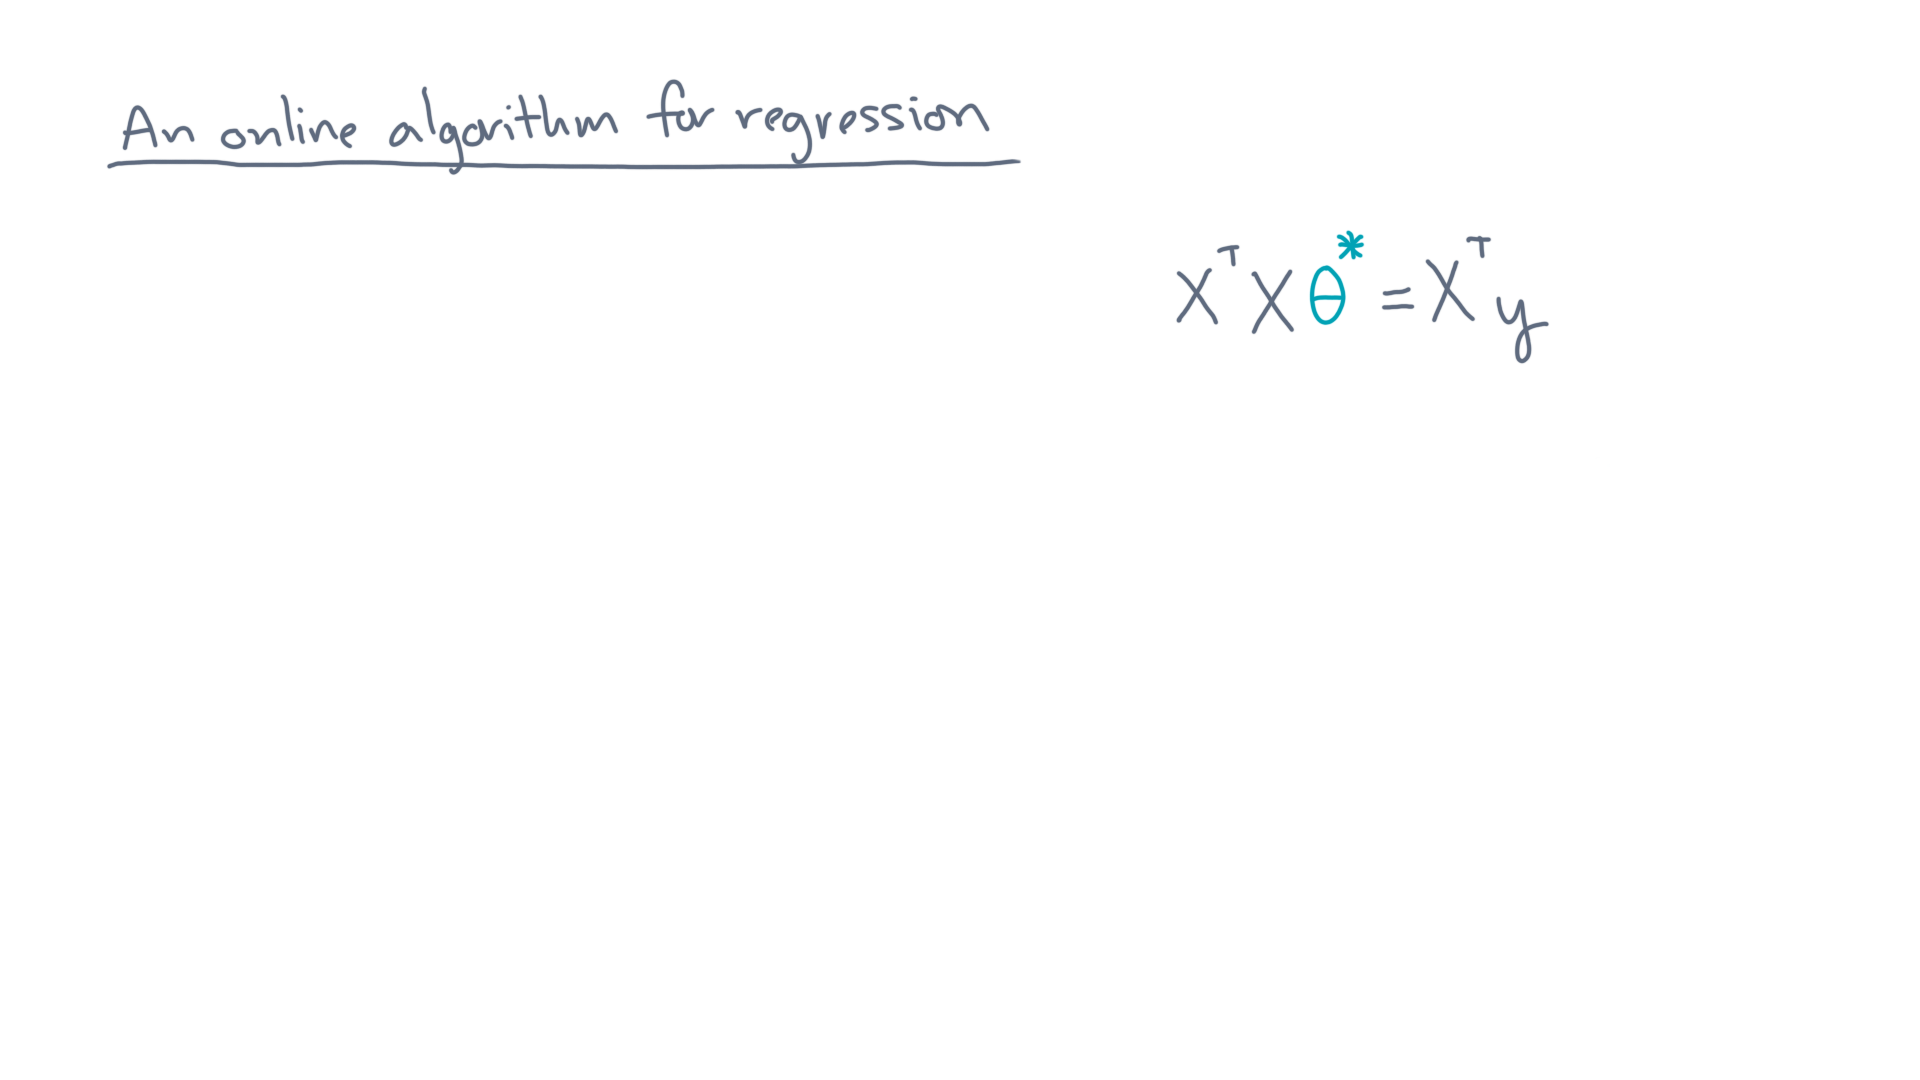 An online algorithm for regression
XᵀXθ* = Xᵀy